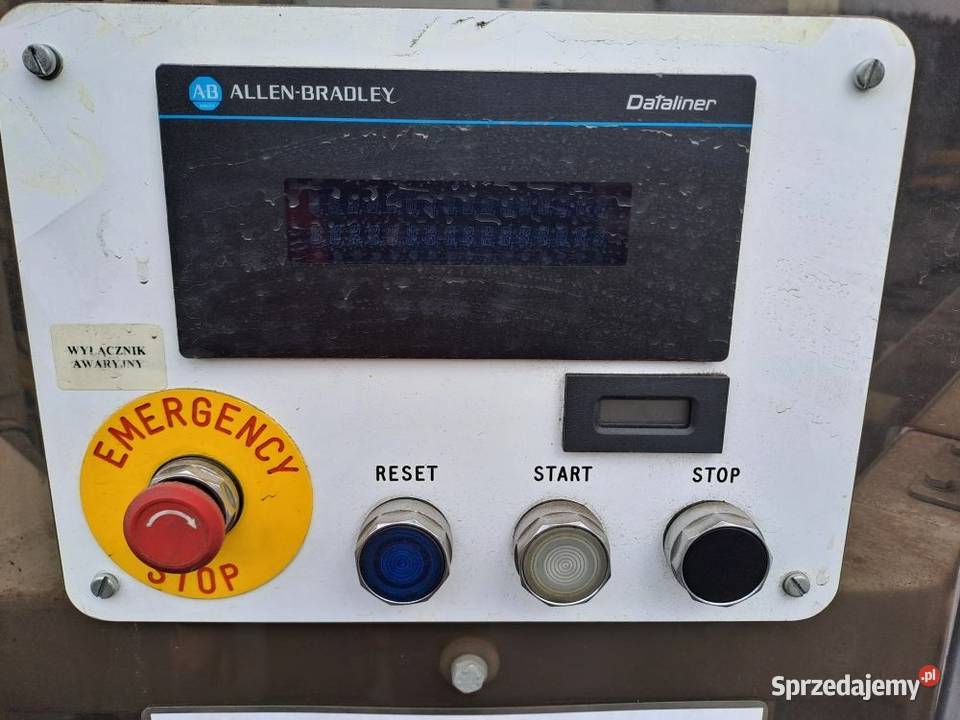 AB ALLEN-BRADLEY
Dataliner
WYŁĄCZNIK
AWARYJNY
EMERGENCY
STOP
RESET
START
STOP
Sprzedajemy.pl